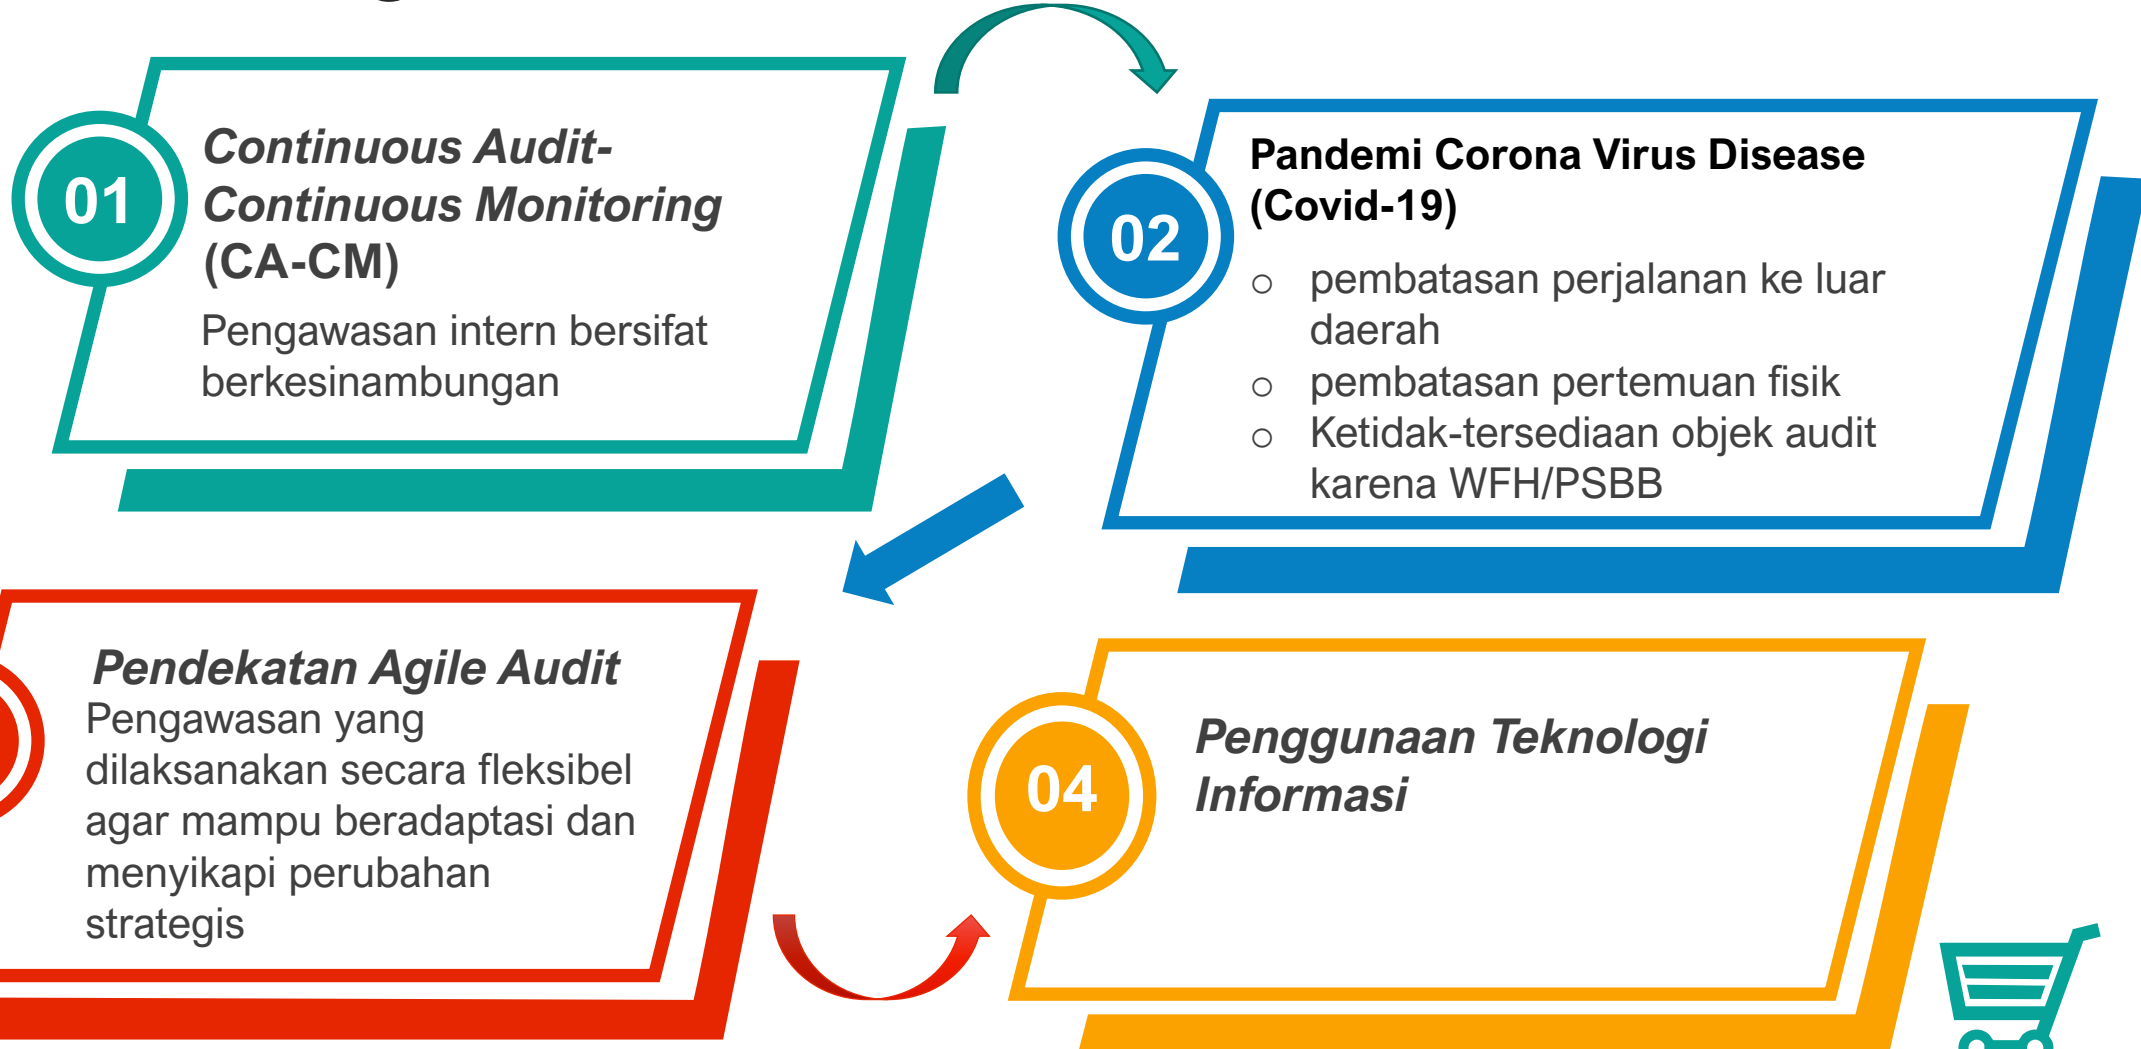 01
Continuous Audit-
Continuous Monitoring
(CA-CM)
Pengawasan intern bersifat
berkesinambungan
02
Pandemi Corona Virus Disease
(Covid-19)
o pembatasan perjalanan ke luar
daerah
o pembatasan pertemuan fisik
o Ketidak-tersediaan objek audit
karena WFH/PSBB
Pendekatan Agile Audit
Pengawasan yang
dilaksanakan secara fleksibel
agar mampu beradaptasi dan
menyikapi perubahan
strategis
04
Penggunaan Teknologi
Informasi